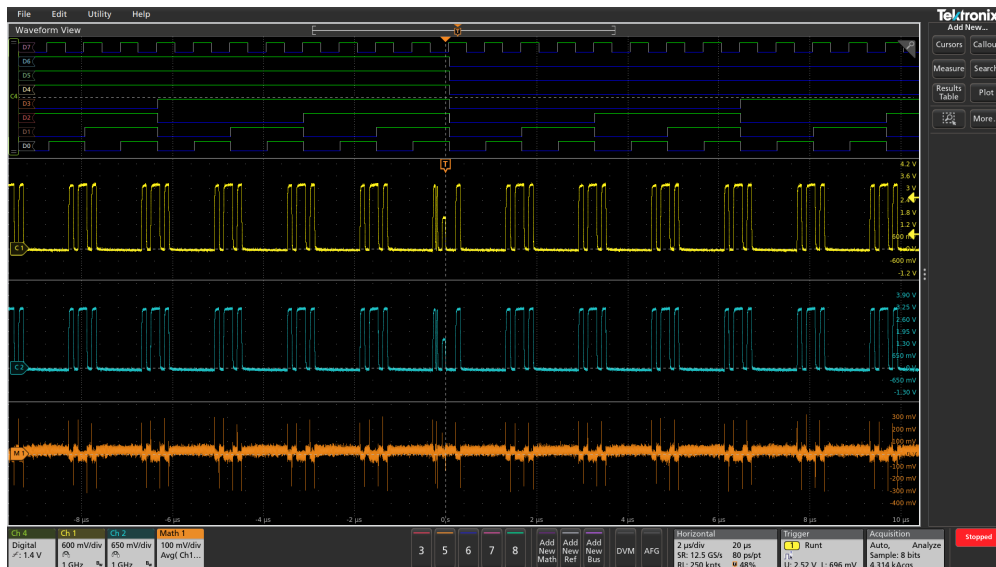 File Edit Utility Help
Tektronix
Waveform View
Add New...
D7
D6
D5
D4
C4
D3
D2
D1
D0
Cursors Callou
Measure Search
Results Table Plot
More...
T
T
4.2 V
3.6 V
3 V
2.4
1.8 V
1.2 V
600 m
-600 mV
-1.2 V
C 1
3.90 V
3.25 V
2.60 V
1.95 V
1.30 V
650 mV
-650 mV
-1.30 V
C 2
300 mV
200 mV
100 mV
-100 mV
-200 mV
-300 mV
-400 mV
M 1
-8 µs -6 µs -4 µs -2 µs 0 s 2 µs 4 µs 6 µs 8 µs 10 µs
Ch 4 Ch 1 Ch 2 Math 1
Digital 600 mV/div 650 mV/div 100 mV/div
: 1.4 V Avg( Ch1...
1 GHz 1 GHz
3 5 6 7 8
Add New Math
Add New Ref
Add New Bus
DVM AFG
Horizontal
2 µs/div 20 µs
SR: 12.5 GS/s 80 ps/pt
RL: 250 kpts 48%
Trigger
1 Runt
U: 2.52 V L: 696 mV
Acquisition
Auto, Analyze
Sample: 8 bits
4.314 kAcqs
Stopped